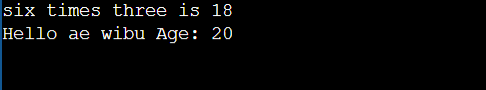 six times three is 18
Hello ae wibu Age: 20